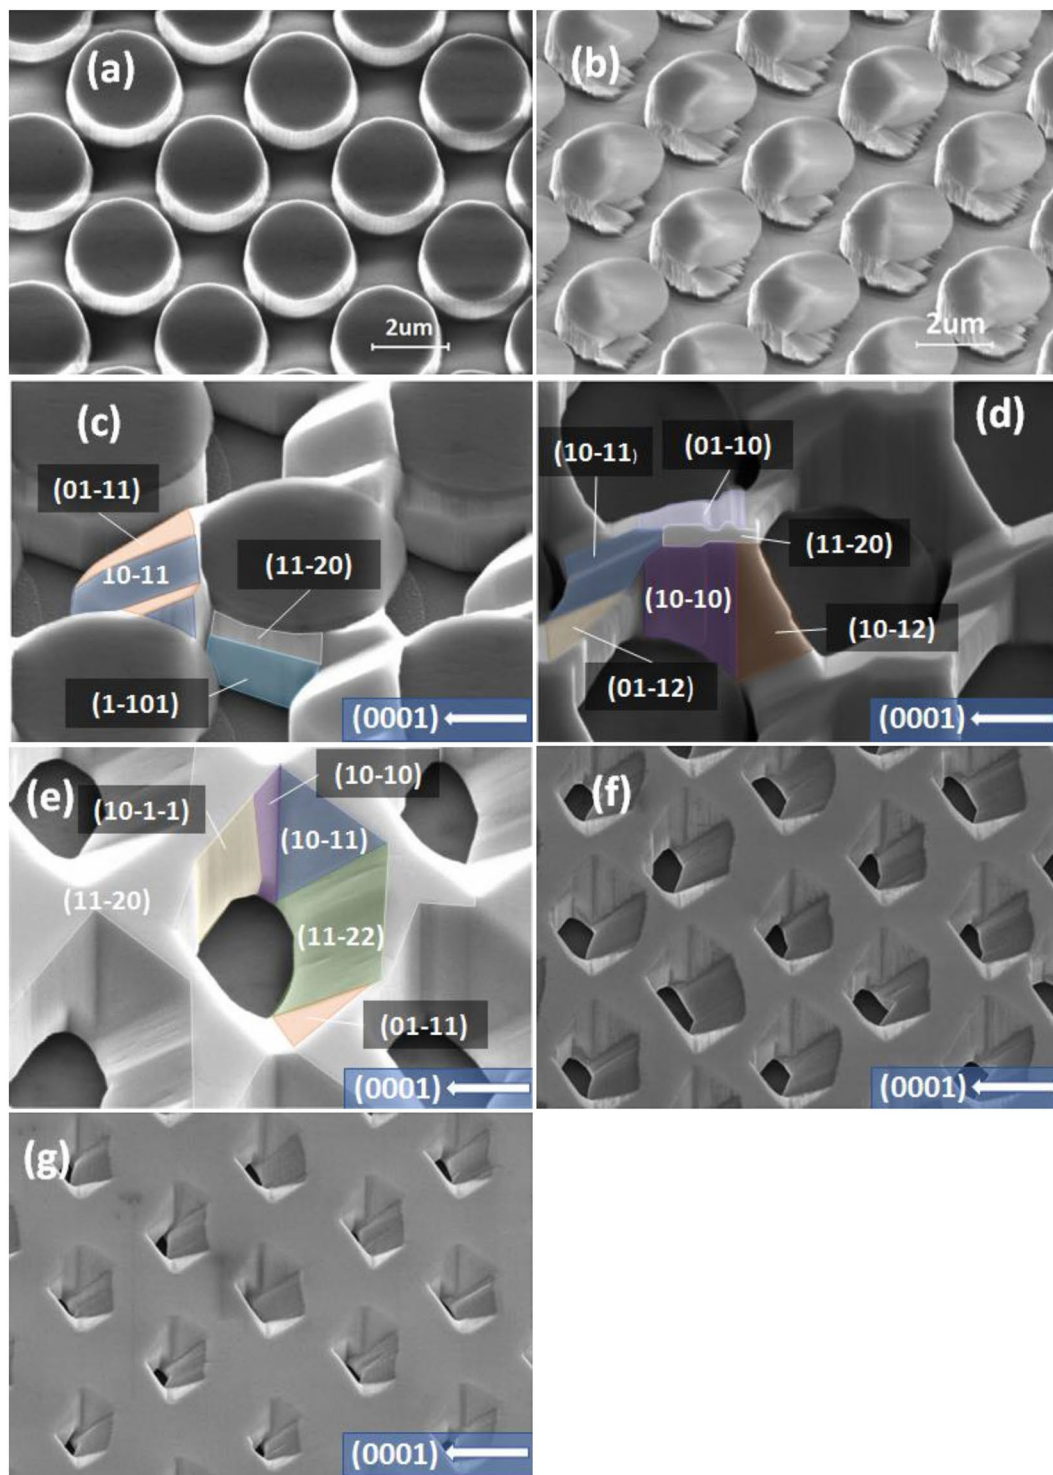 (a)
2um
(b)
2um
(c)
(01-11)
10-11
(11-20)
(1-101)
(0001)
(d)
(10-11)
(01-10)
(11-20)
(10-10)
(10-12)
(01-12)
(0001)
(e)
(10-10)
(10-1-1)
(10-11)
(11-20)
(11-22)
(01-11)
(0001)
(f)
(0001)
(g)
(0001)